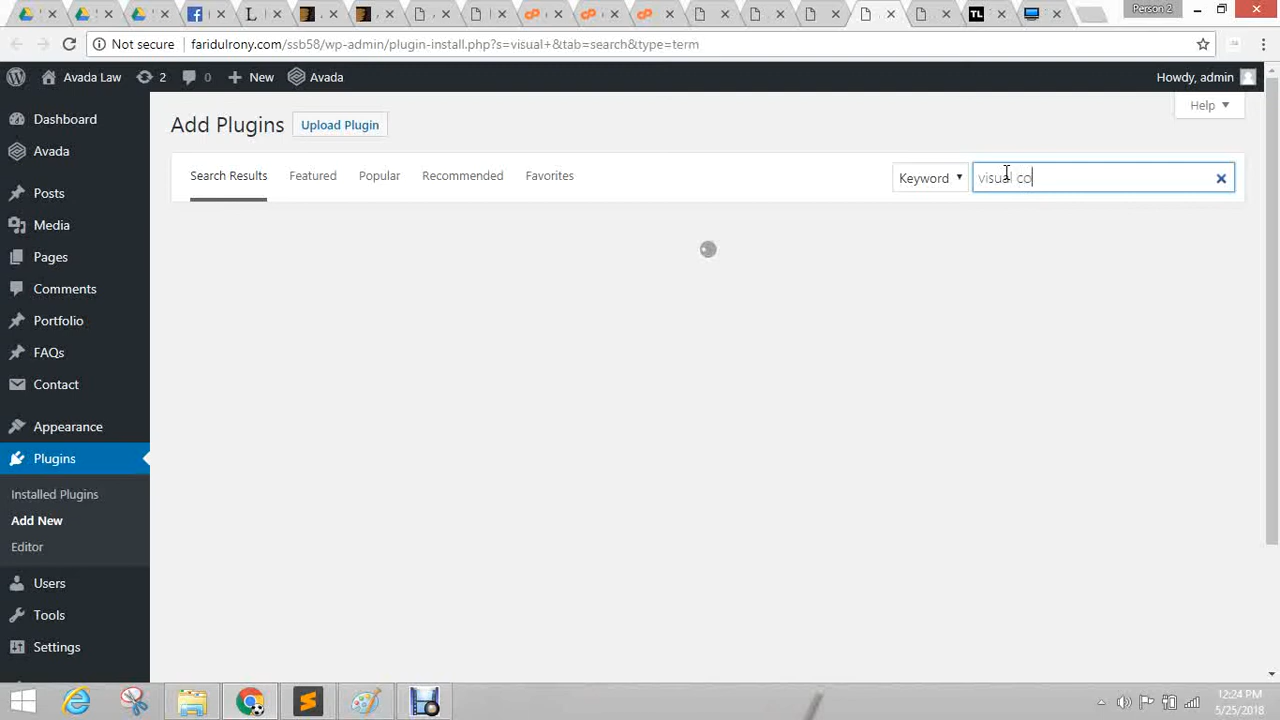 Person 2
Not secure | faridulrony.com/ssb58/wp-admin/plugin-install.php?s=visual+&tab=search&type=term
Avada Law 2 0 New Avada Howdy, admin
Help
Dashboard
Avada
Posts
Media
Pages
Comments
Portfolio
FAQs
Contact
Appearance
Plugins
Installed Plugins
Add New
Editor
Users
Tools
Settings
Add Plugins Upload Plugin
Search Results Featured Popular Recommended Favorites Keyword visual co
12:24 PM
5/25/2018